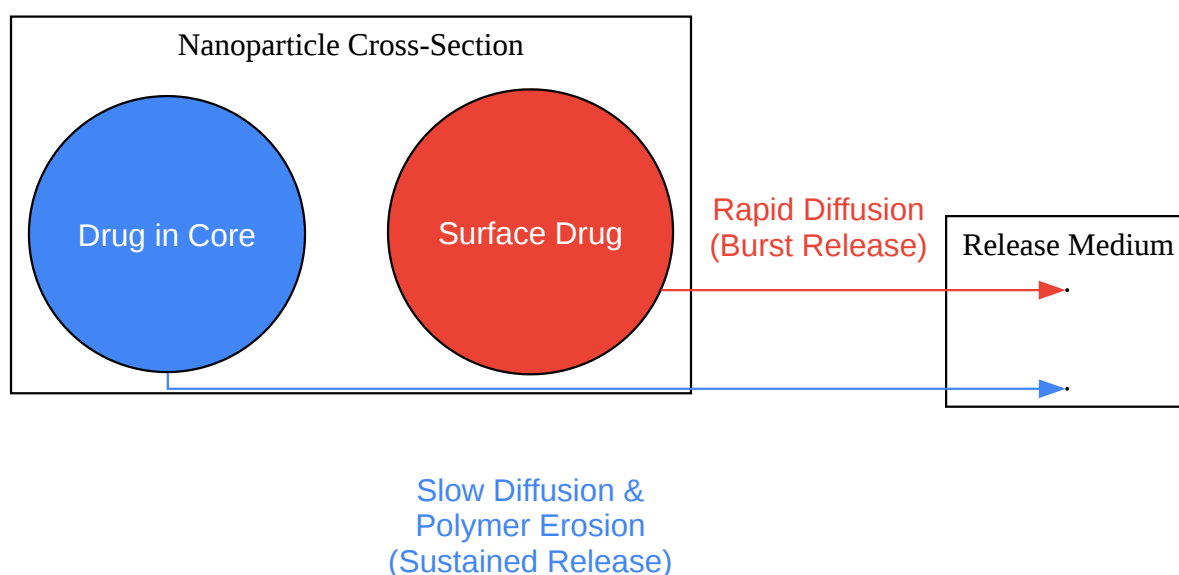 Nanoparticle Cross-Section
Drug in Core
Surface Drug
Rapid Diffusion
(Burst Release)
Release Medium
Slow Diffusion &
Polymer Erosion
(Sustained Release)